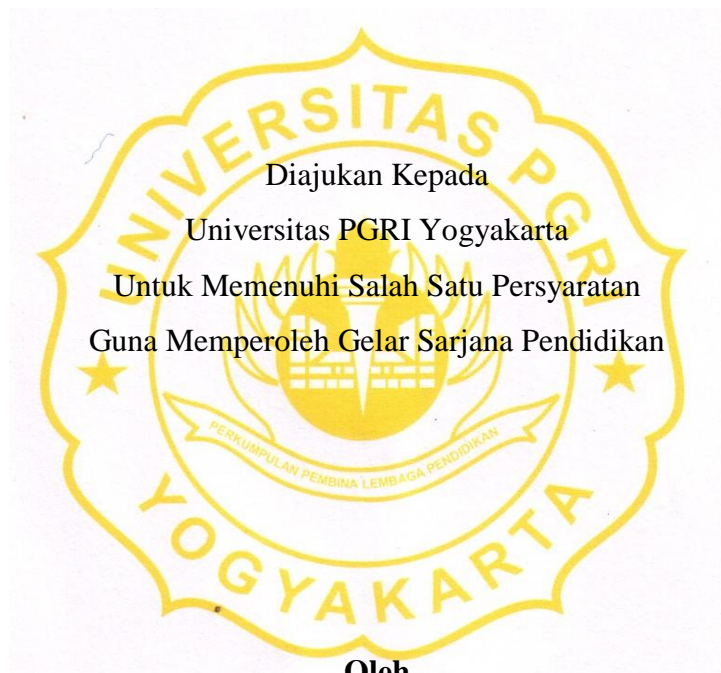 UNIVERSITAS PGRI
Diajukan Kepada
Universitas PGRI Yogyakarta
Untuk Memenuhi Salah Satu Persyaratan
Guna Memperoleh Gelar Sarjana Pendidikan
PERKUMPULAN PEMBINA LEMBAGA PENDIDIKAN
YOGYAKARTA
Oleh